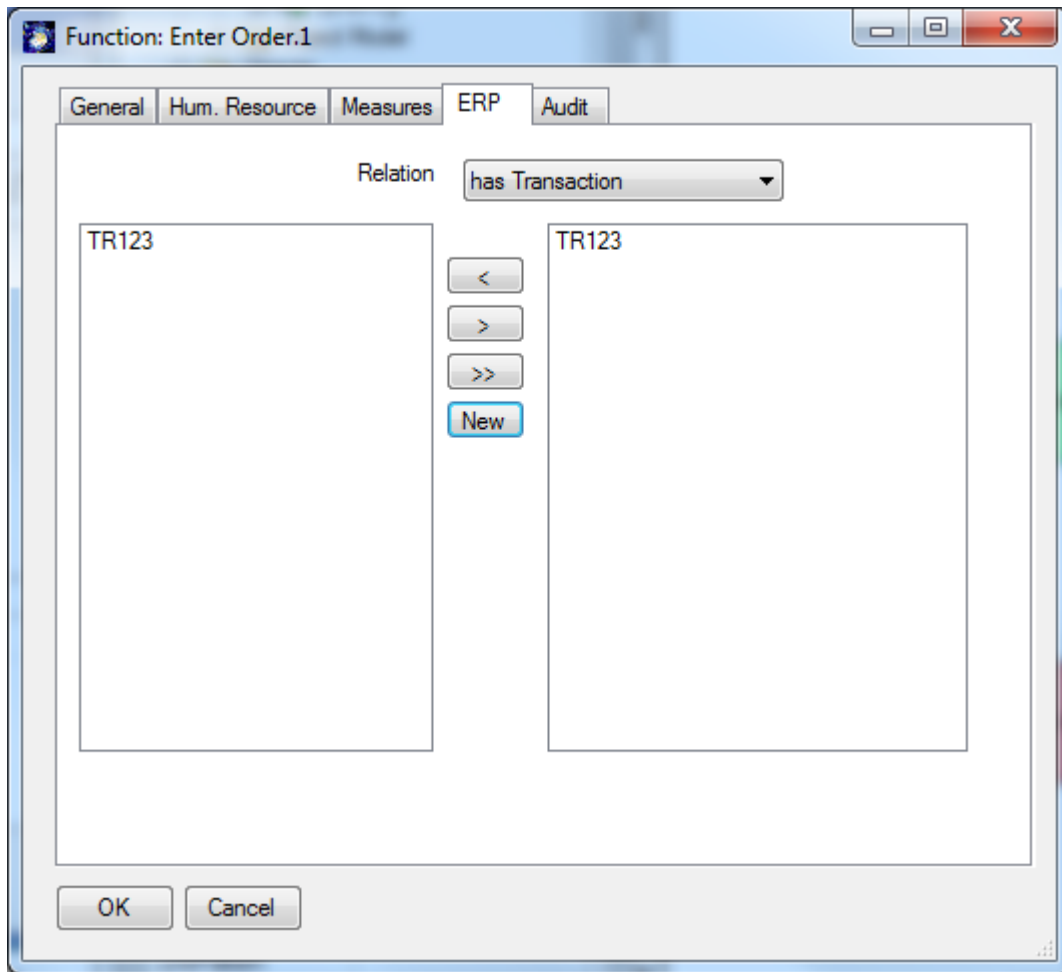 Function: Enter Order.1
General Hum. Resource Measures ERP Audit
Relation has Transaction
TR123 TR123
<
>
>>
New
OK Cancel